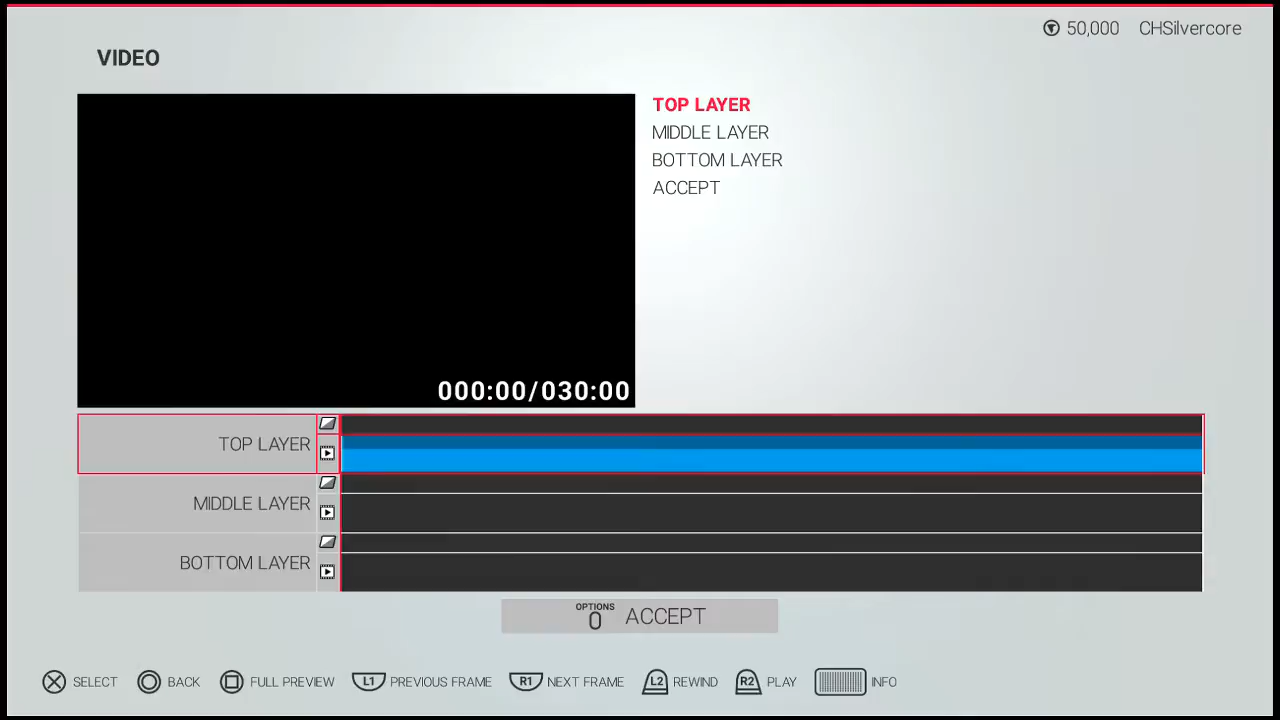 50,000 CHSilvercore
VIDEO
TOP LAYER
MIDDLE LAYER
BOTTOM LAYER
ACCEPT
000:00/030:00
TOP LAYER
MIDDLE LAYER
BOTTOM LAYER
OPTIONS
ACCEPT
SELECT BACK FULL PREVIEW L1 PREVIOUS FRAME R1 NEXT FRAME L2 REWIND R2 PLAY INFO